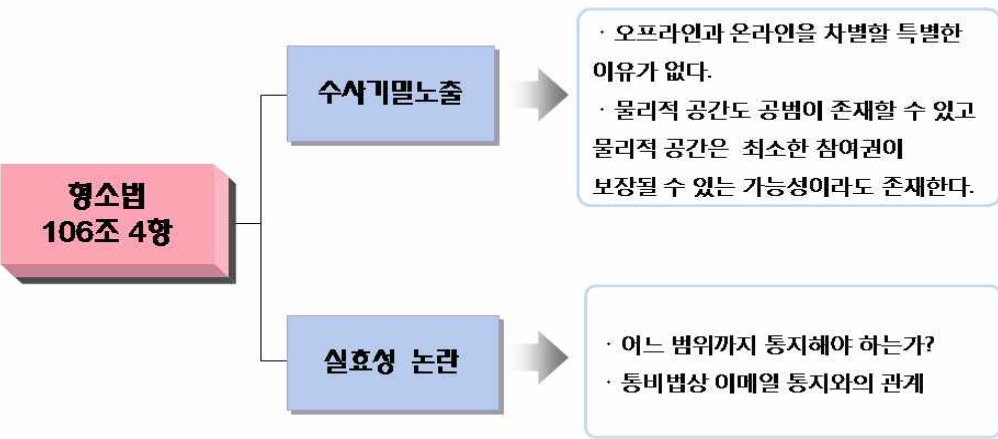 형소법
106조 4항
수사기밀노출
· 오프라인과 온라인을 차별할 특별한
이유가 없다.
· 물리적 공간도 공범이 존재할 수 있고
물리적 공간은 최소한 참여권이
보장될 수 있는 가능성이라도 존재한다.
실효성 논란
· 어느 범위까지 통지해야 하는가?
· 통비법상 이메일 통지와의 관계